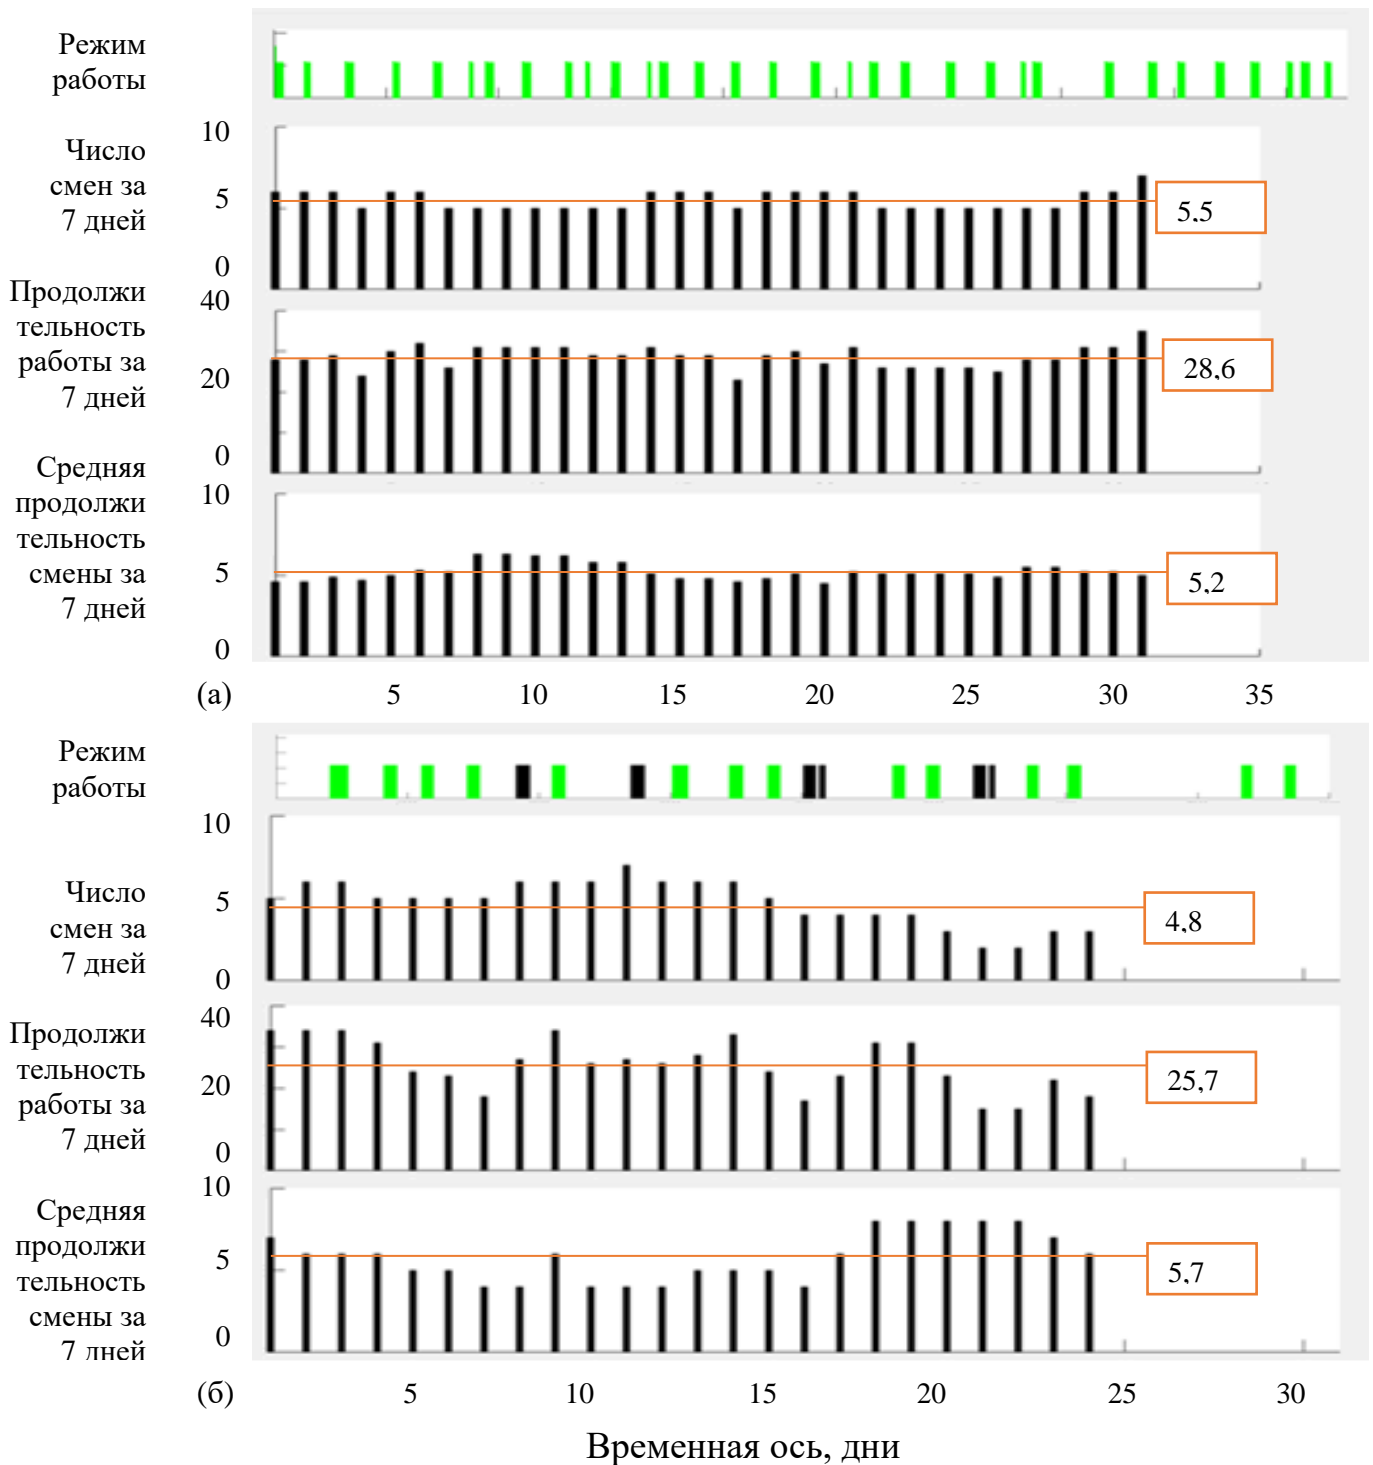 Режим
работы
Число
смен за
7 дней
10
5
0
5,5
Продолжи
тельность
работы за
7 дней
40
20
0
28,6
Средняя
продолжи
тельность
смены за
7 дней
10
5
0
5,2
(а)
5 10 15 20 25 30 35
Режим
работы
Число
смен за
7 дней
10
5
0
4,8
Продолжи
тельность
работы за
7 дней
40
20
0
25,7
Средняя
продолжи
тельность
смены за
7 дней
10
5
0
5,7
(б)
5 10 15 20 25 30
Временная ось, дни